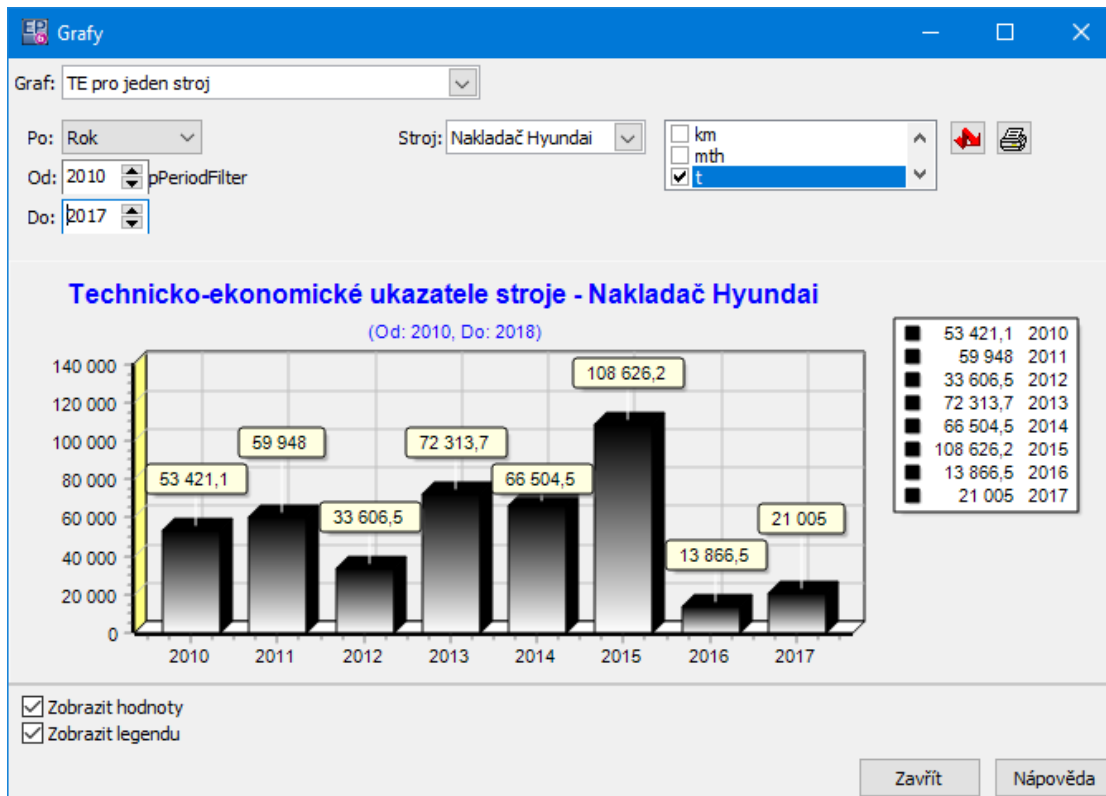 EP 6 Grafy
Graf: TE pro jeden stroj
Po: Rok Stroj: Nakladač Hyundai km
mth
Od: 2010 pPeriodFilter t
Do: 2017
Technicko-ekonomické ukazatele stroje - Nakladač Hyundai
(Od: 2010, Do: 2018)
140 000
120 000
100 000
80 000
60 000
40 000
20 000
0
53 421,1
59 948
33 606,5
72 313,7
66 504,5
108 626,2
13 866,5
21 005
2010 2011 2012 2013 2014 2015 2016 2017
53 421,1 2010
59 948 2011
33 606,5 2012
72 313,7 2013
66 504,5 2014
108 626,2 2015
13 866,5 2016
21 005 2017
Zobrazit hodnoty
Zobrazit legendu
Zavřít Nápověda